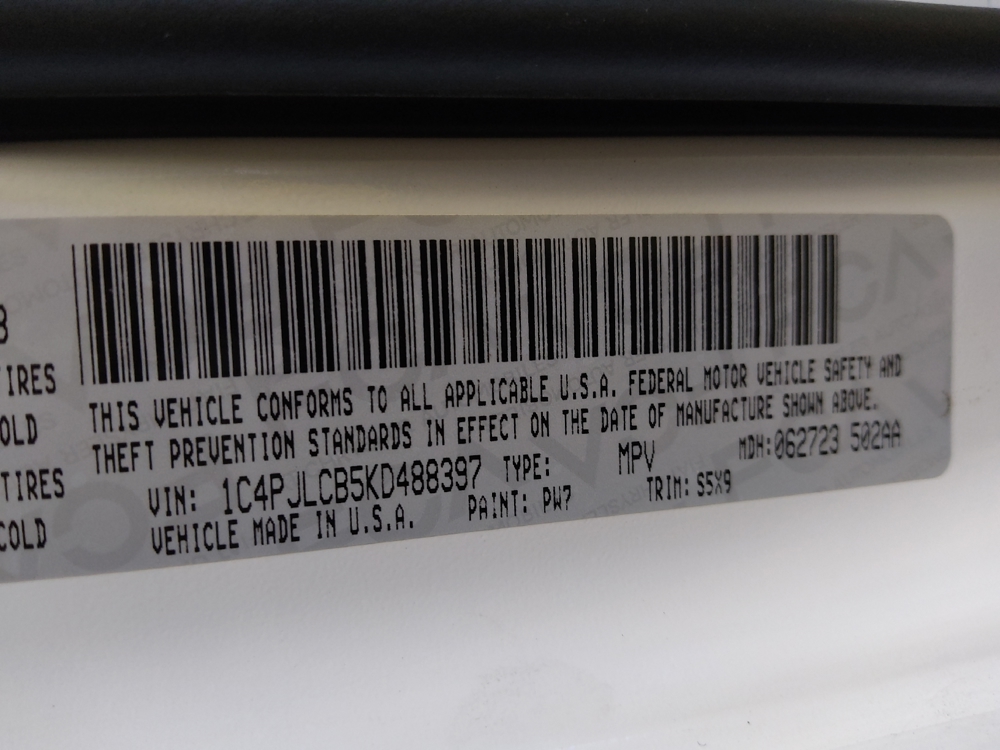 8
TIRES
OLD
TIRES
COLD
THIS VEHICLE CONFORMS TO ALL APPLICABLE U.S.A. FEDERAL MOTOR VEHICLE SAFETY AND
THEFT PREVENTION STANDARDS IN EFFECT ON THE DATE OF MANUFACTURE SHOWN ABOVE.
VIN: 1C4PJLCB5KD488397 TYPE: MPV MDH:062723 502AA
VEHICLE MADE IN U.S.A. PAINT: PW7 TRIM: S5X9